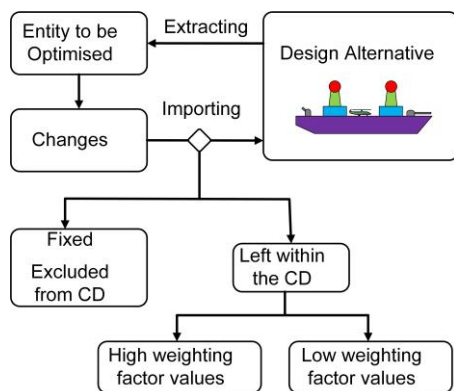 Entity to be
Optimised
Extracting
Design Alternative
Changes
Importing
Fixed
Excluded
from CD
Left within
the CD
High weighting
factor values
Low weighting
factor values